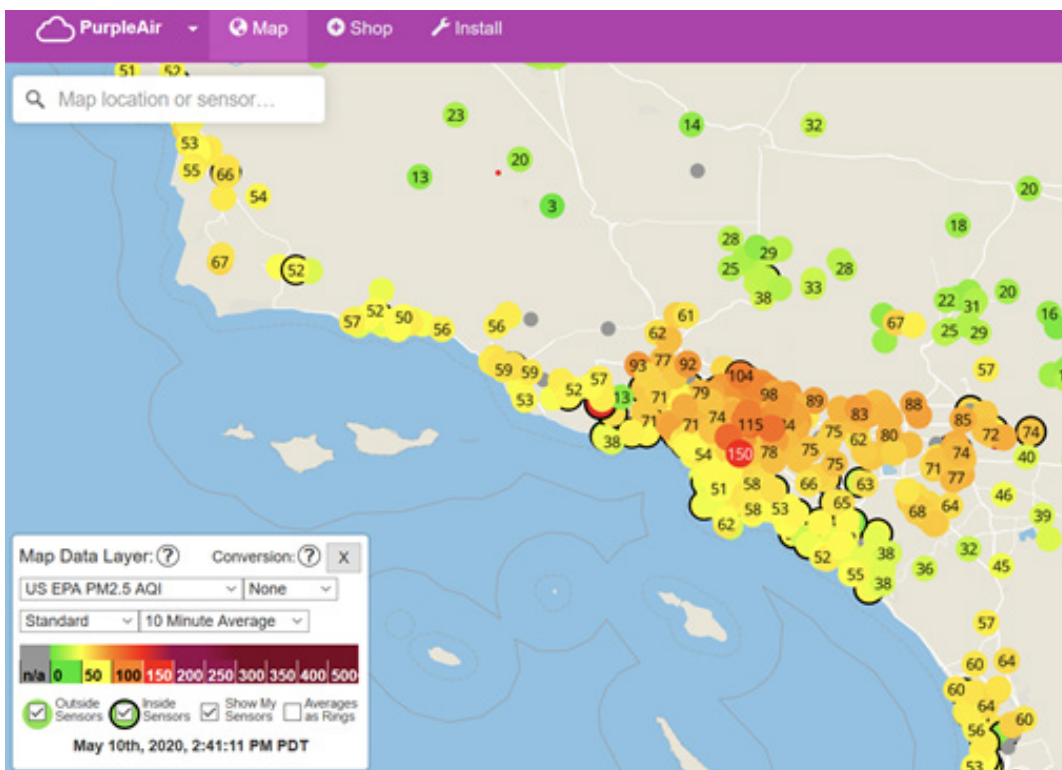 PurpleAir Map Shop Install
51 52
Map location or sensor…
23 14 32
53
55 66 13 20
54 3 20
18
28 29
67 52 25 28
38 33 22 31 20
57 52 50 56 56 61 67 16
62 25 29
93 77 92 57
59 59 57 104
53 52 13 71 79 98 89 88
38 71 71 74 115 83 85
75 62 80 72 74
54 150 78 75 74 40
75 71 77
51 58 66 63 46
62 58 53 65 68 64 39
52 38 32
55 38 36 45
57
60 64
60 64
56 60
53
Map Data Layer: ? Conversion: ? X
US EPA PM2.5 AQI None
Standard 10 Minute Average
n/a 0 50 100 150 200 250 300 350 400 500
Outside Sensors Inside Sensors Show My Sensors Averages as Rings
May 10th, 2020, 2:41:11 PM PDT